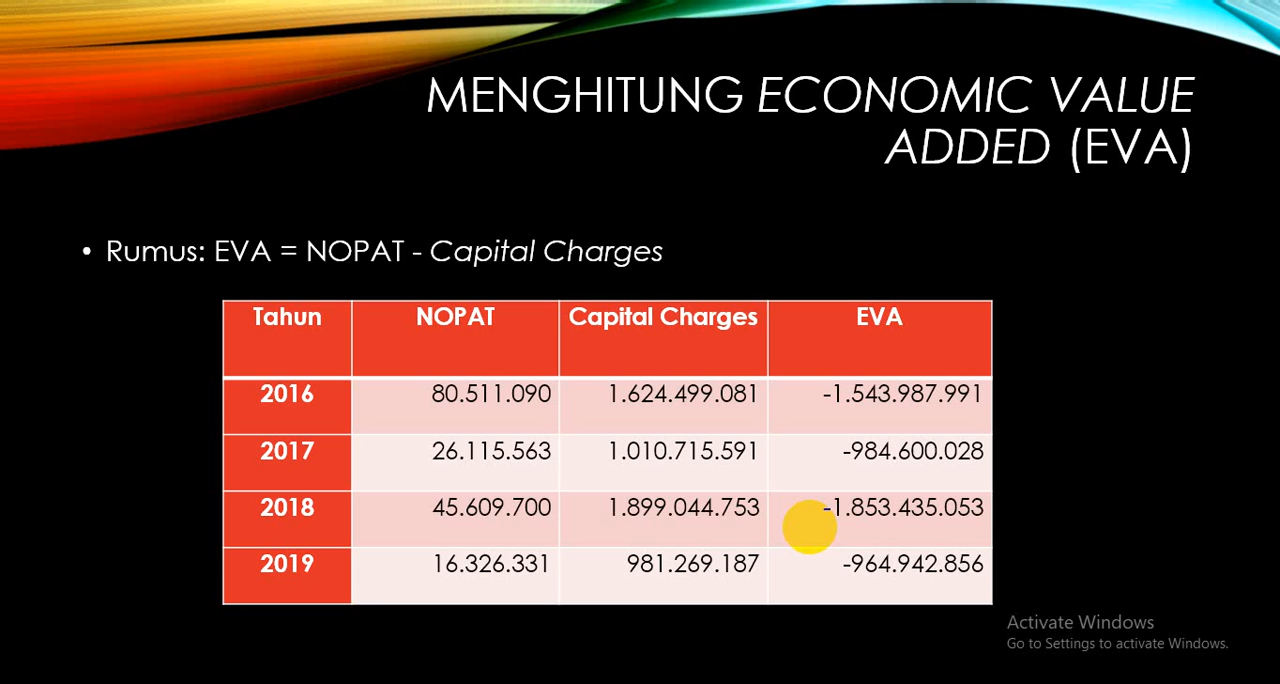 MENGHITUNG ECONOMIC VALUE
ADDED (EVA)
• Rumus: EVA = NOPAT - Capital Charges
Tahun NOPAT Capital Charges EVA
2016 80.511.090 1.624.499.081 -1.543.987.991
2017 26.115.563 1.010.715.591 -984.600.028
2018 45.609.700 1.899.044.753 -1.853.435.053
2019 16.326.331 981.269.187 -964.942.856
Activate Windows
Go to Settings to activate Windows.